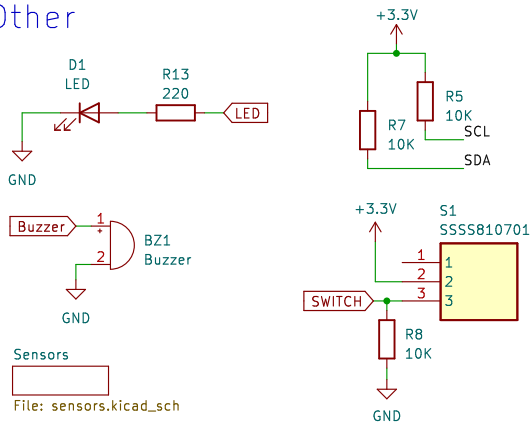 Other
D1
LED
R13
220
LED
GND
+3.3V
R5
10K
R7
10K
SCL
SDA
Buzzer
1
+
2
BZ1
Buzzer
GND
+3.3V
S1
SSSS810701
1 1
2 2
3 3
SWITCH
R8
10K
GND
Sensors
File: sensors.kicad_sch